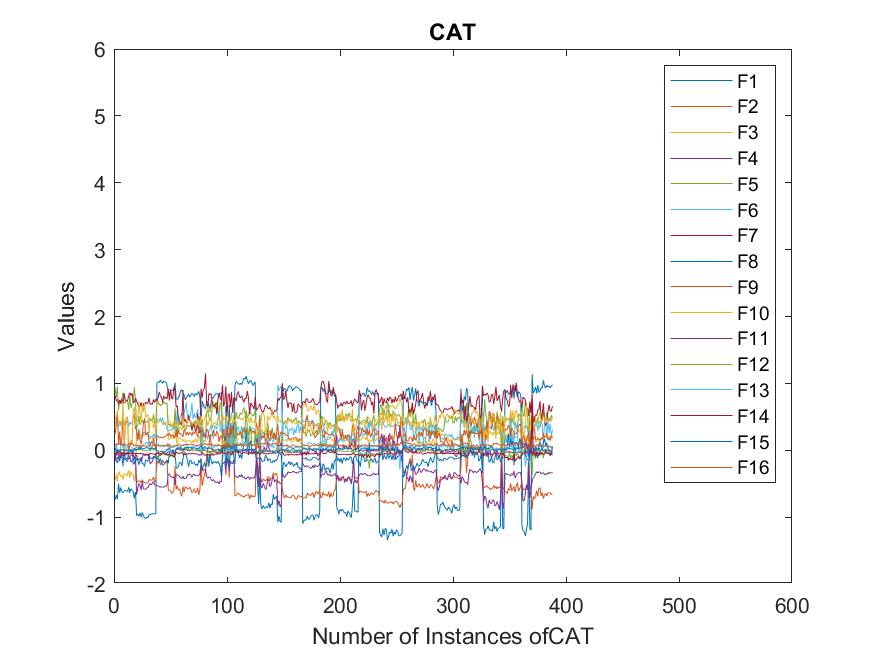 CAT
6
5
4
3
2
1
0
-1
-2
Values
0 100 200 300 400 500 600
Number of Instances ofCAT
F1
F2
F3
F4
F5
F6
F7
F8
F9
F10
F11
F12
F13
F14
F15
F16